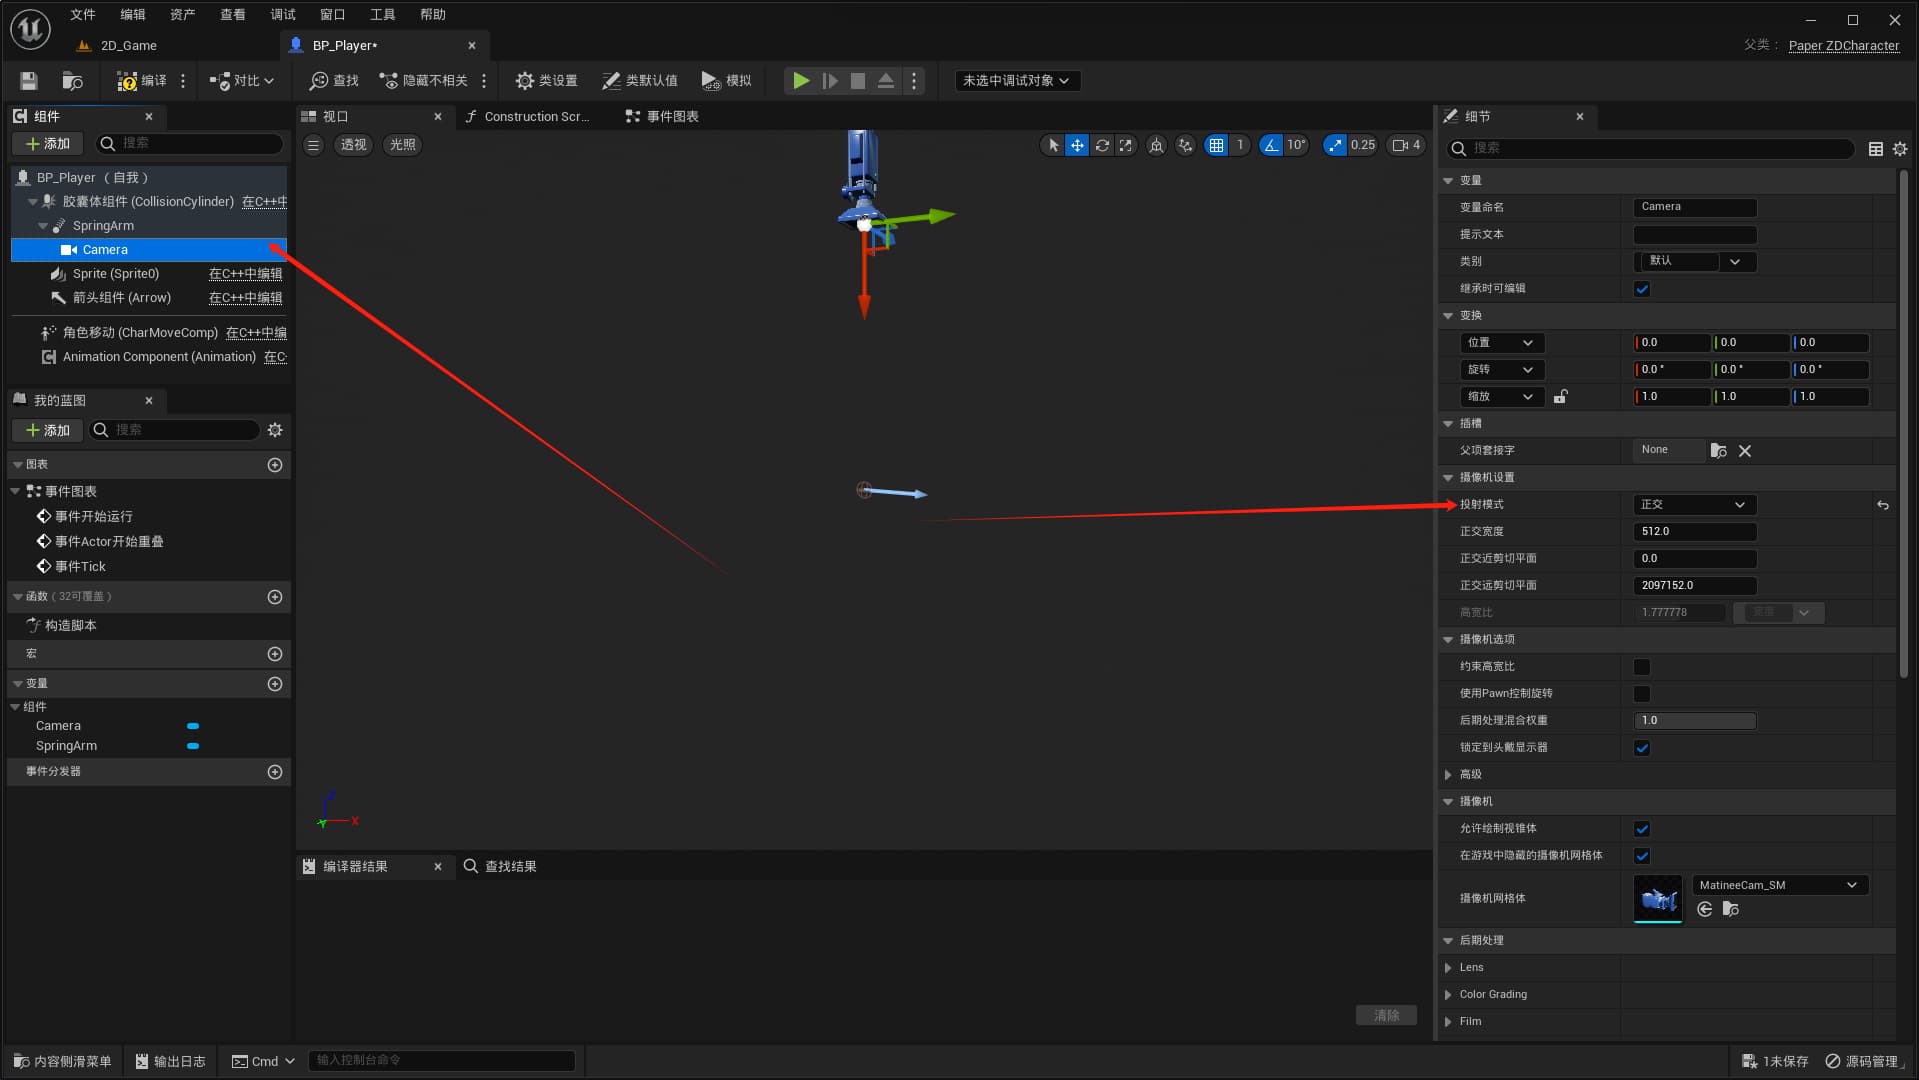 文件 编辑 资产 查看 调试 窗口 工具 帮助
2D_Game
BP_Player*
父类：
Paper ZDCharacter
编译
对比
查找
隐藏不相关
类设置
类默认值
模拟
未选中调试对象
组件
添加
搜索
BP_Player （自我）
胶囊体组件 (CollisionCylinder) 在C++中
SpringArm
Camera
Sprite (Sprite0) 在C++中编辑
箭头组件 (Arrow) 在C++中编辑
角色移动 (CharMoveComp) 在C++中编
Animation Component (Animation) 在C
我的蓝图
添加
搜索
图表
事件图表
事件开始运行
事件Actor开始重叠
事件Tick
函数（32可覆盖）
构造脚本
宏
变量
组件
Camera
SpringArm
事件分发器
视口
Construction Scr...
事件图表
透视
光照
1
10°
0.25
4
Z
X
Y
编译器结果
查找结果
清除
细节
搜索
变量
变量命名 Camera
提示文本
类别 默认
继承时可编辑
变换
位置 0.0 0.0 0.0
旋转 0.0 ° 0.0 ° 0.0 °
缩放 1.0 1.0 1.0
插槽
父项套接字 None
摄像机设置
投射模式 正交
正交宽度 512.0
正交近剪切平面 0.0
正交远剪切平面 2097152.0
高宽比 1.777778 宽度
摄像机选项
约束高宽比
使用Pawn控制旋转
后期处理混合权重 1.0
锁定到头戴显示器
高级
摄像机
允许绘制视锥体
在游戏中隐藏的摄像机网格体
摄像机网格体 MatineeCam_SM
后期处理
Lens
Color Grading
Film
内容侧滑菜单
输出日志
Cmd
输入控制台命令
1未保存
源码管理